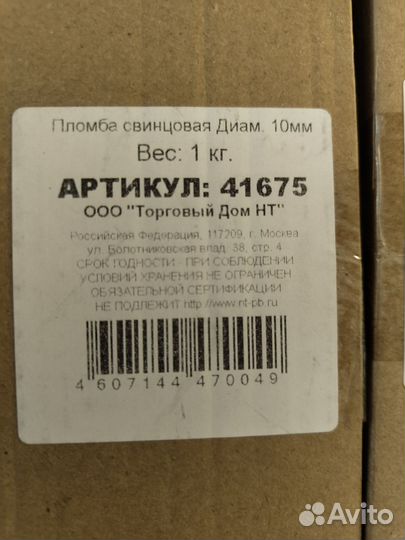 Пломба свинцовая Диам. 10мм
Вес: 1 кг.
АРТИКУЛ: 41675
ООО "Торговый Дом НТ"
Российская Федерация, 117209, г. Москва
ул. Болотниковская влад. 38, стр. 4
СРОК ГОДНОСТИ - ПРИ СОБЛЮДЕНИИ
УСЛОВИЙ ХРАНЕНИЯ НЕ ОГРАНИЧЕН
ОБЯЗАТЕЛЬНОЙ СЕРТИФИКАЦИИ
НЕ ПОДЛЕЖИТ http://www.nt-pb.ru
4 607144 470049
Avito